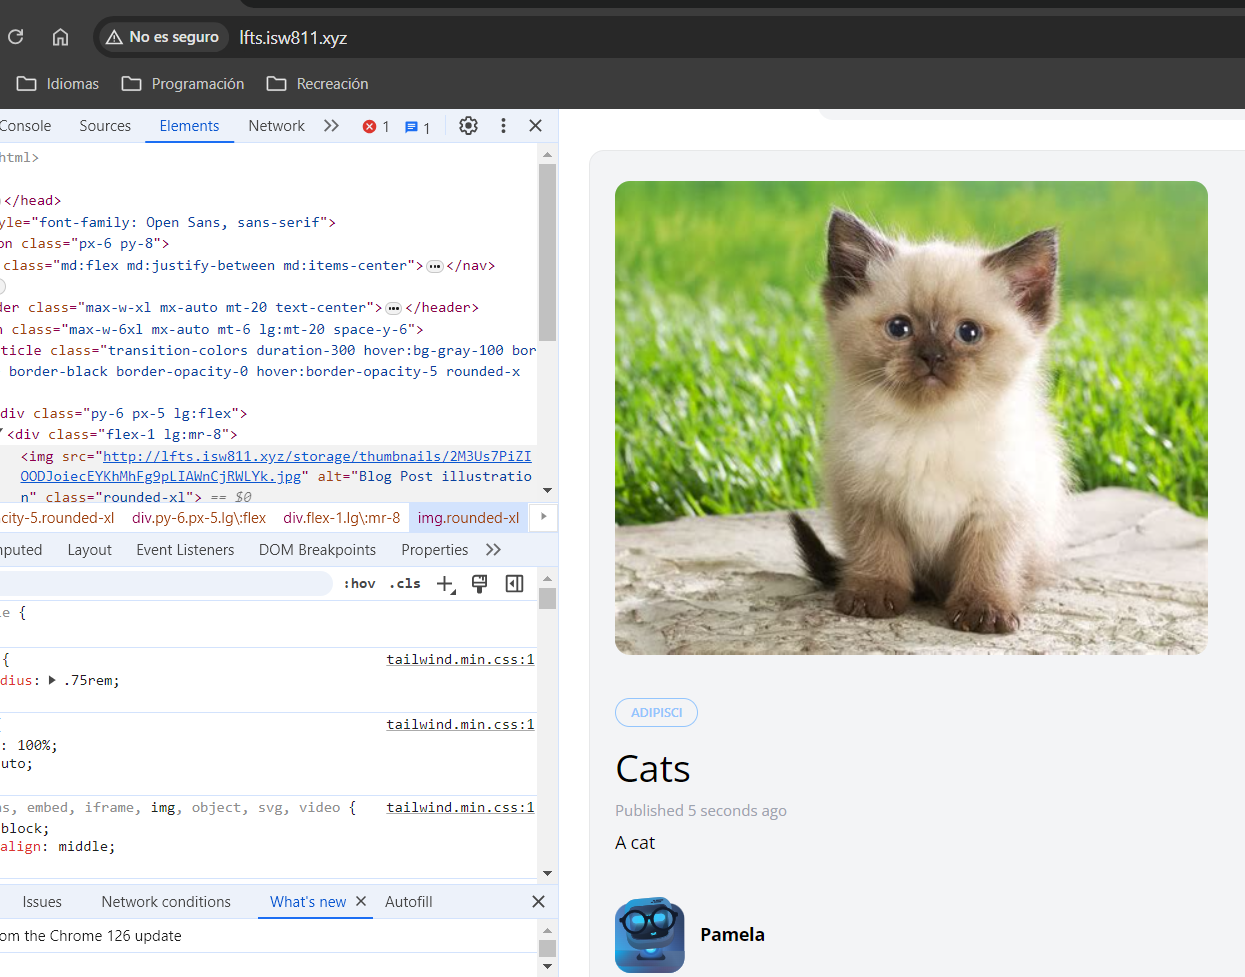 No es seguro lfts.isw811.xyz
Idiomas Programación Recreación
Console Sources Elements Network 1 1
html>
</head>
yle="font-family: Open Sans, sans-serif">
on class="px-6 py-8">
class="md:flex md:justify-between md:items-center"> </nav>
der class="max-w-xl mx-auto mt-20 text-center"> </header>
n class="max-w-6xl mx-auto mt-6 lg:mt-20 space-y-6">
ticle class="transition-colors duration-300 hover:bg-gray-100 bor
border-black border-opacity-0 hover:border-opacity-5 rounded-x
div class="py-6 px-5 lg:flex">
<div class="flex-1 lg:mr-8">
<img src="http://lfts.isw811.xyz/storage/thumbnails/2M3Us7PiZI
OODJoiecEYKhMhFg9pLIAWnCjRWLYk.jpg" alt="Blog Post illustratio
n" class="rounded-xl"> == $0
city-5.rounded-xl div.py-6.px-5.lg\:flex div.flex-1.lg\:mr-8 img.rounded-xl
mputed Layout Event Listeners DOM Breakpoints Properties
:hov .cls
e {
{ tailwind.min.css:1
dius: .75rem;
tailwind.min.css:1
: 100%;
uto;
as, embed, iframe, img, object, svg, video { tailwind.min.css:1
block;
align: middle;
Issues Network conditions What's new Autofill
om the Chrome 126 update
ADIPISCI
Cats
Published 5 seconds ago
A cat
Pamela